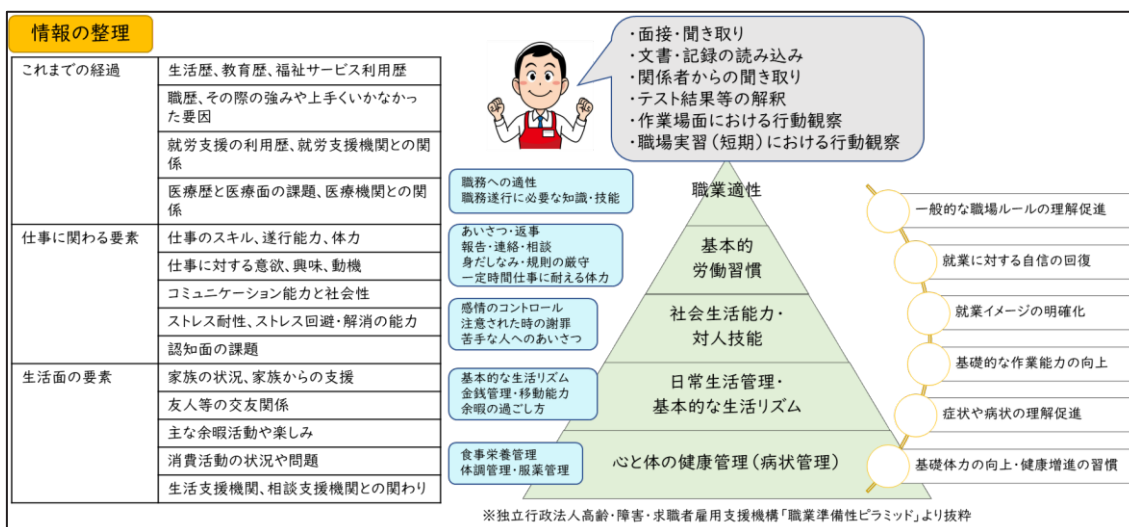 情報の整理
これまでの経過
生活歴、教育歴、福祉サービス利用歴
職歴、その際の強みや上手くいかなかっ
た要因
就労支援の利用歴、就労支援機関との関
係
医療歴と医療面の課題、医療機関との関
係
仕事に関わる要素
仕事のスキル、遂行能力、体力
仕事に対する意欲、興味、動機
コミュニケーション能力と社会性
ストレス耐性、ストレス回避・解消の能力
認知面の課題
生活面の要素
家族の状況、家族からの支援
友人等の交友関係
主な余暇活動や楽しみ
消費活動の状況や問題
生活支援機関、相談支援機関との関わり
・面接・聞き取り
・文書・記録の読み込み
・関係者からの聞き取り
・テスト結果等の解釈
・作業場面における行動観察
・職場実習（短期）における行動観察
職務への適性
職務遂行に必要な知識・技能
あいさつ・返事
報告・連絡・相談
身だしなみ・規則の厳守
一定時間仕事に耐える体力
感情のコントロール
注意された時の謝罪
苦手な人へのあいさつ
基本的な生活リズム
金銭管理・移動能力
余暇の過ごし方
食事栄養管理
体調管理・服薬管理
職業適性
基本的
労働習慣
社会生活能力・
対人技能
日常生活管理・
基本的な生活リズム
心と体の健康管理（病状管理）
一般的な職場ルールの理解促進
就業に対する自信の回復
就業イメージの明確化
基礎的な作業能力の向上
症状や病状の理解促進
基礎体力の向上・健康増進の習慣
※独立行政法人高齢・障害・求職者雇用支援機構「職業準備性ピラミッド」より抜粋